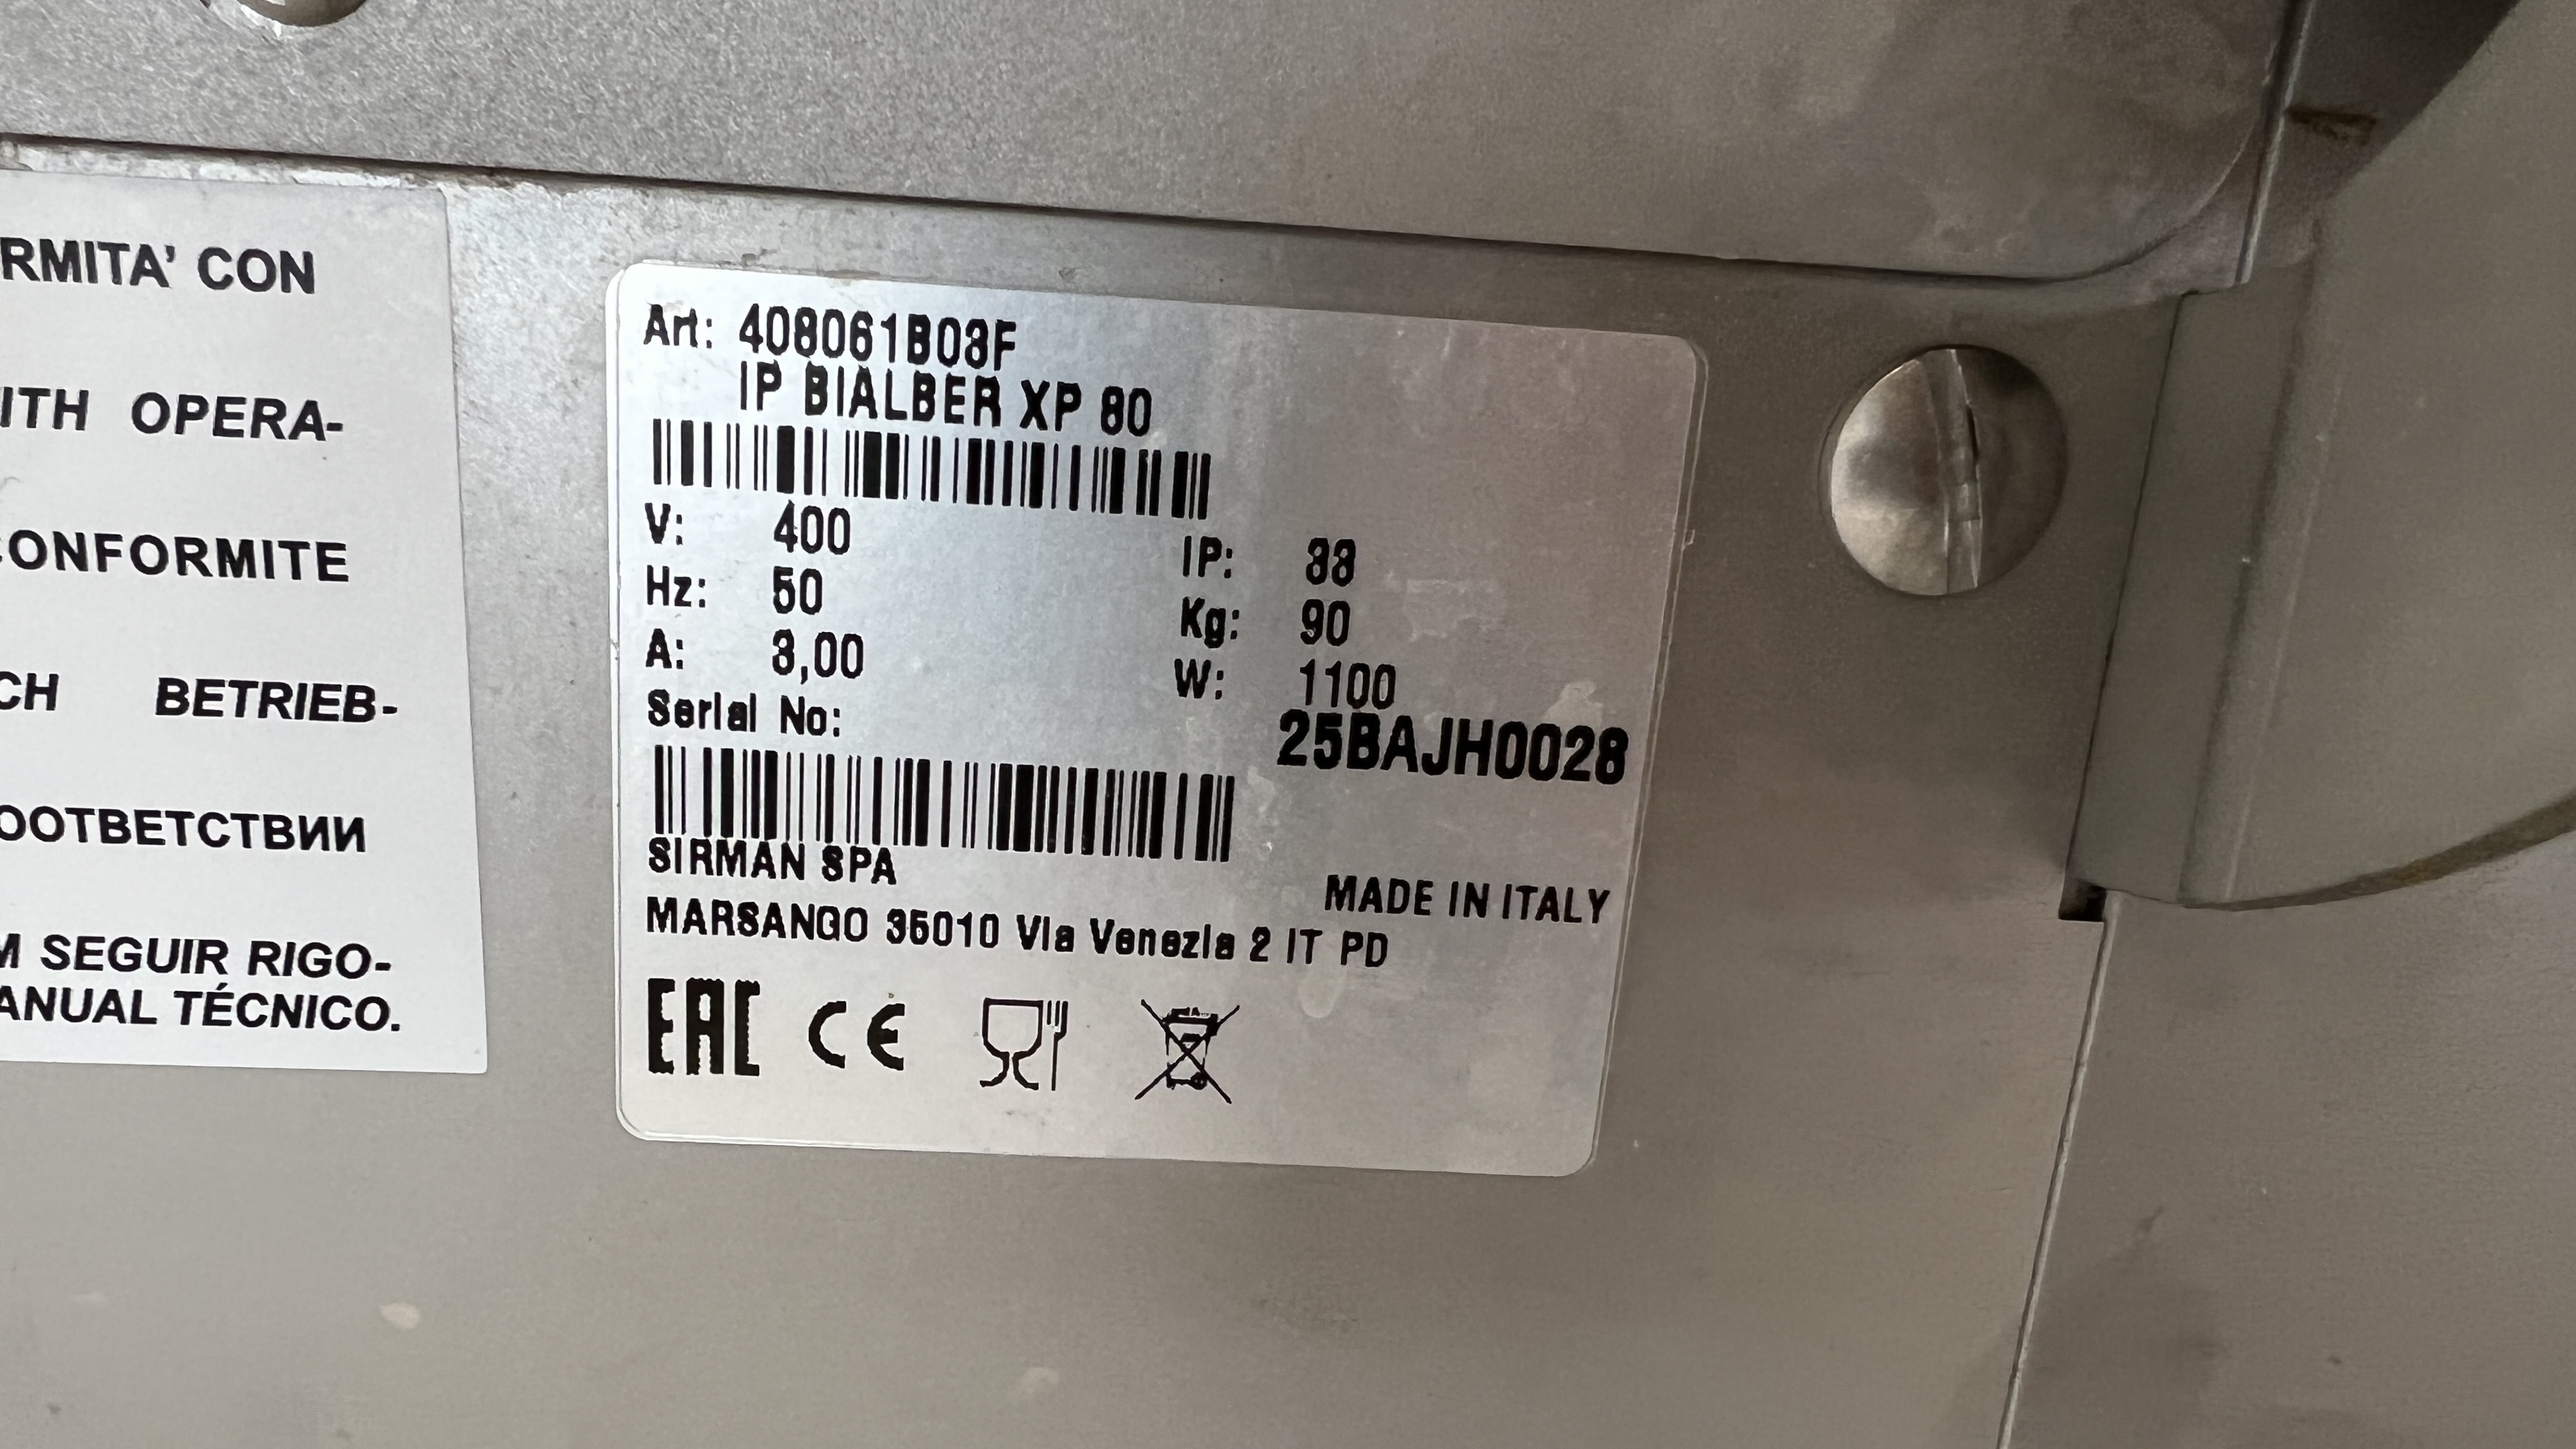 RMITA' CON
ITH OPERA-
CONFORMITE
CH BETRIEB-
ООТВЕТСТВИИ
M SEGUIR RIGO-
ANUAL TÉCNICO.
Art: 408061B03F
IP BIALBER XP 80
V: 400
IP: 33
Hz: 50
Kg: 90
A: 3,00
W: 1100
Serial No:
25BAJH0028
SIRMAN SPA
MADE IN ITALY
MARSANGO 35010 Via Venezia 2 IT PD
EAC CE